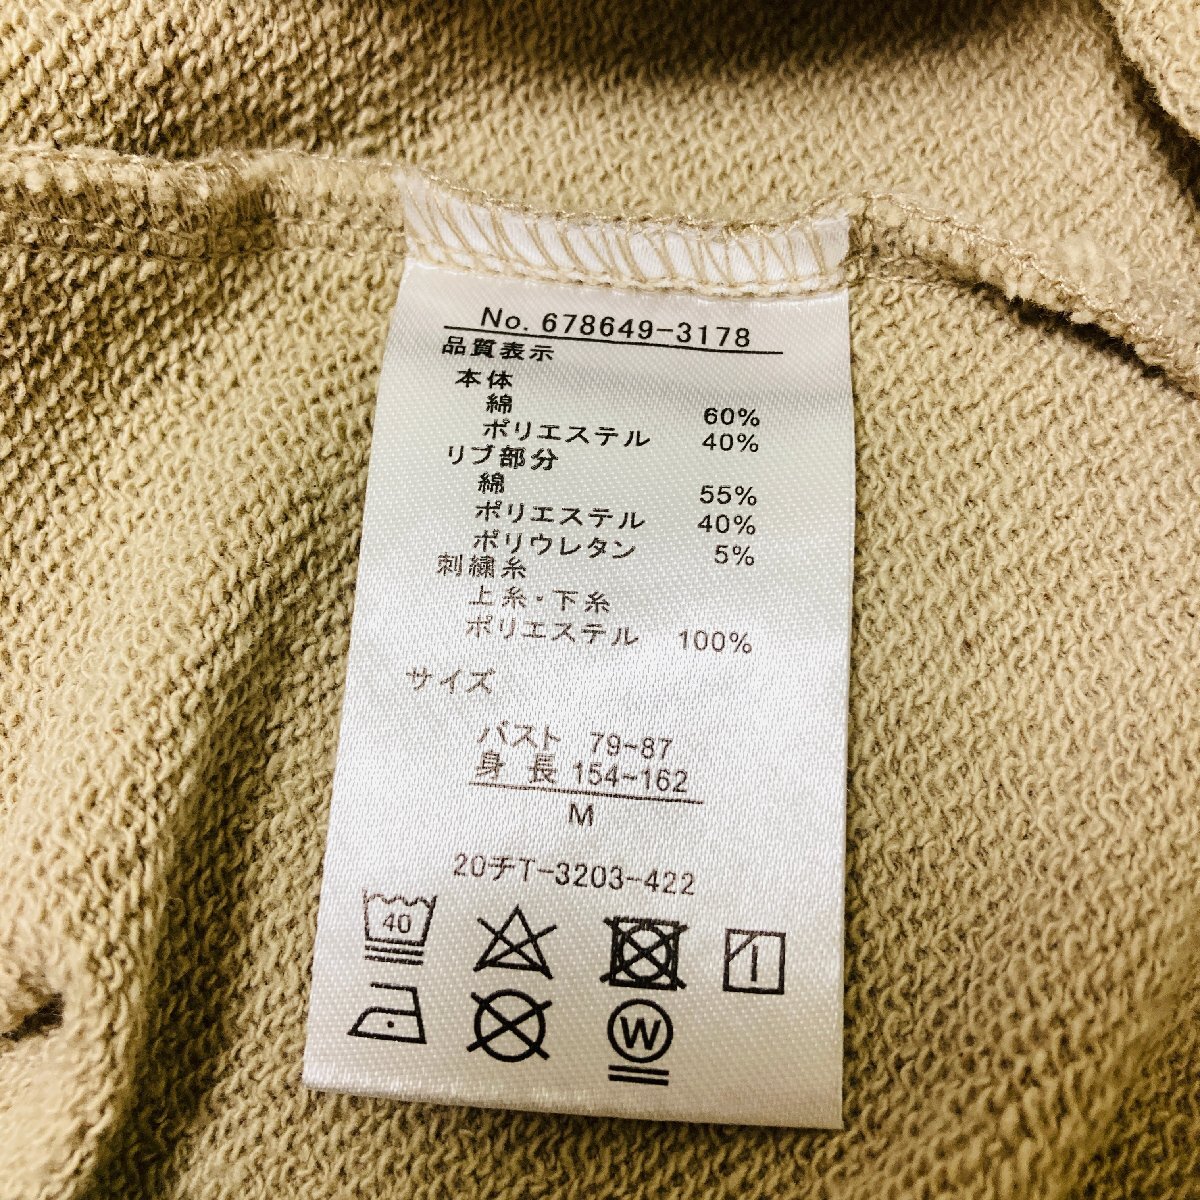 No. 678649-3178
品質表示
本体
綿 60%
ポリエステル 40%
リブ部分
綿 55%
ポリエステル 40%
ポリウレタン 5%
刺繍糸
上糸・下糸
ポリエステル 100%
サイズ
バスト 79~87
身長 154~162
M
20チT-3203-422
40
W